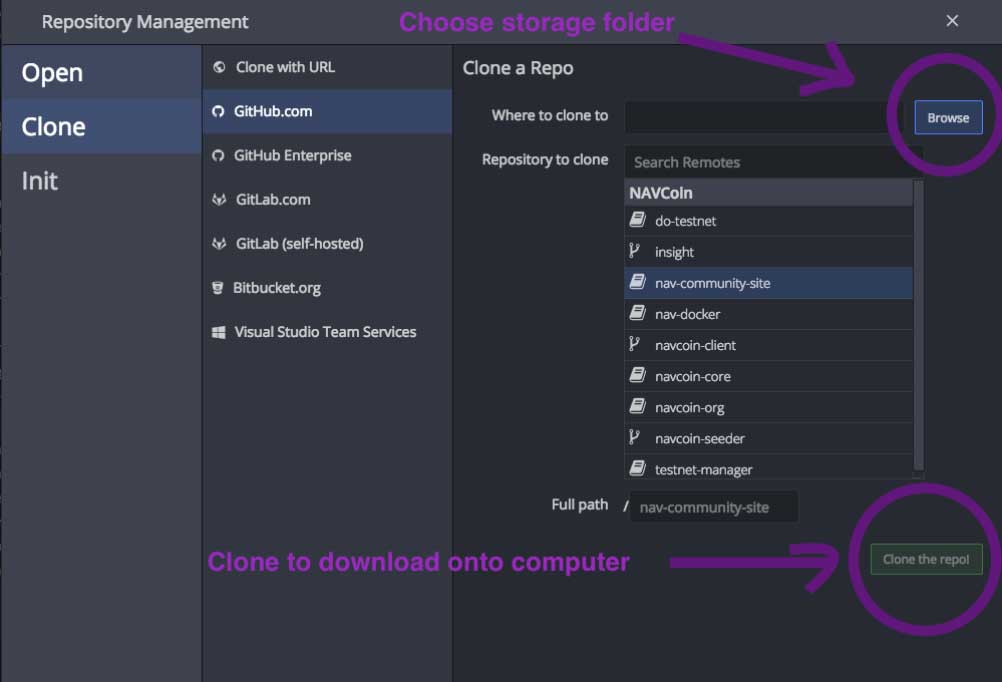 Repository Management
Choose storage folder
Open
Clone
Init
Clone with URL
GitHub.com
GitHub Enterprise
GitLab.com
GitLab (self-hosted)
Bitbucket.org
Visual Studio Team Services
Clone a Repo
Where to clone to
Browse
Repository to clone
Search Remotes
NAVCoin
do-testnet
insight
nav-community-site
nav-docker
navcoin-client
navcoin-core
navcoin-org
navcoin-seeder
testnet-manager
Full path / nav-community-site
Clone to download onto computer
Clone the repo!